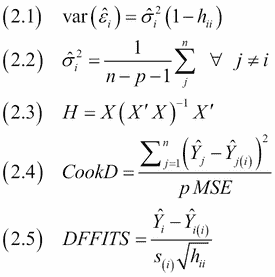 (2.1) var(ε̂ᵢ) = σ̂ᵢ²(1 − hᵢᵢ)
(2.2) σ̂ᵢ² = 1/(n − p − 1) ∑ⱼⁿ ∀ j ≠ i
(2.3) H = X(X′X)⁻¹X′
(2.4) CookD = ∑ⱼ₌₁ⁿ(Ŷⱼ − Ŷⱼ₍ᵢ₎)² / p MSE
(2.5) DFFITS = (Ŷᵢ − Ŷᵢ₍ᵢ₎) / s₍ᵢ₎√hᵢᵢ